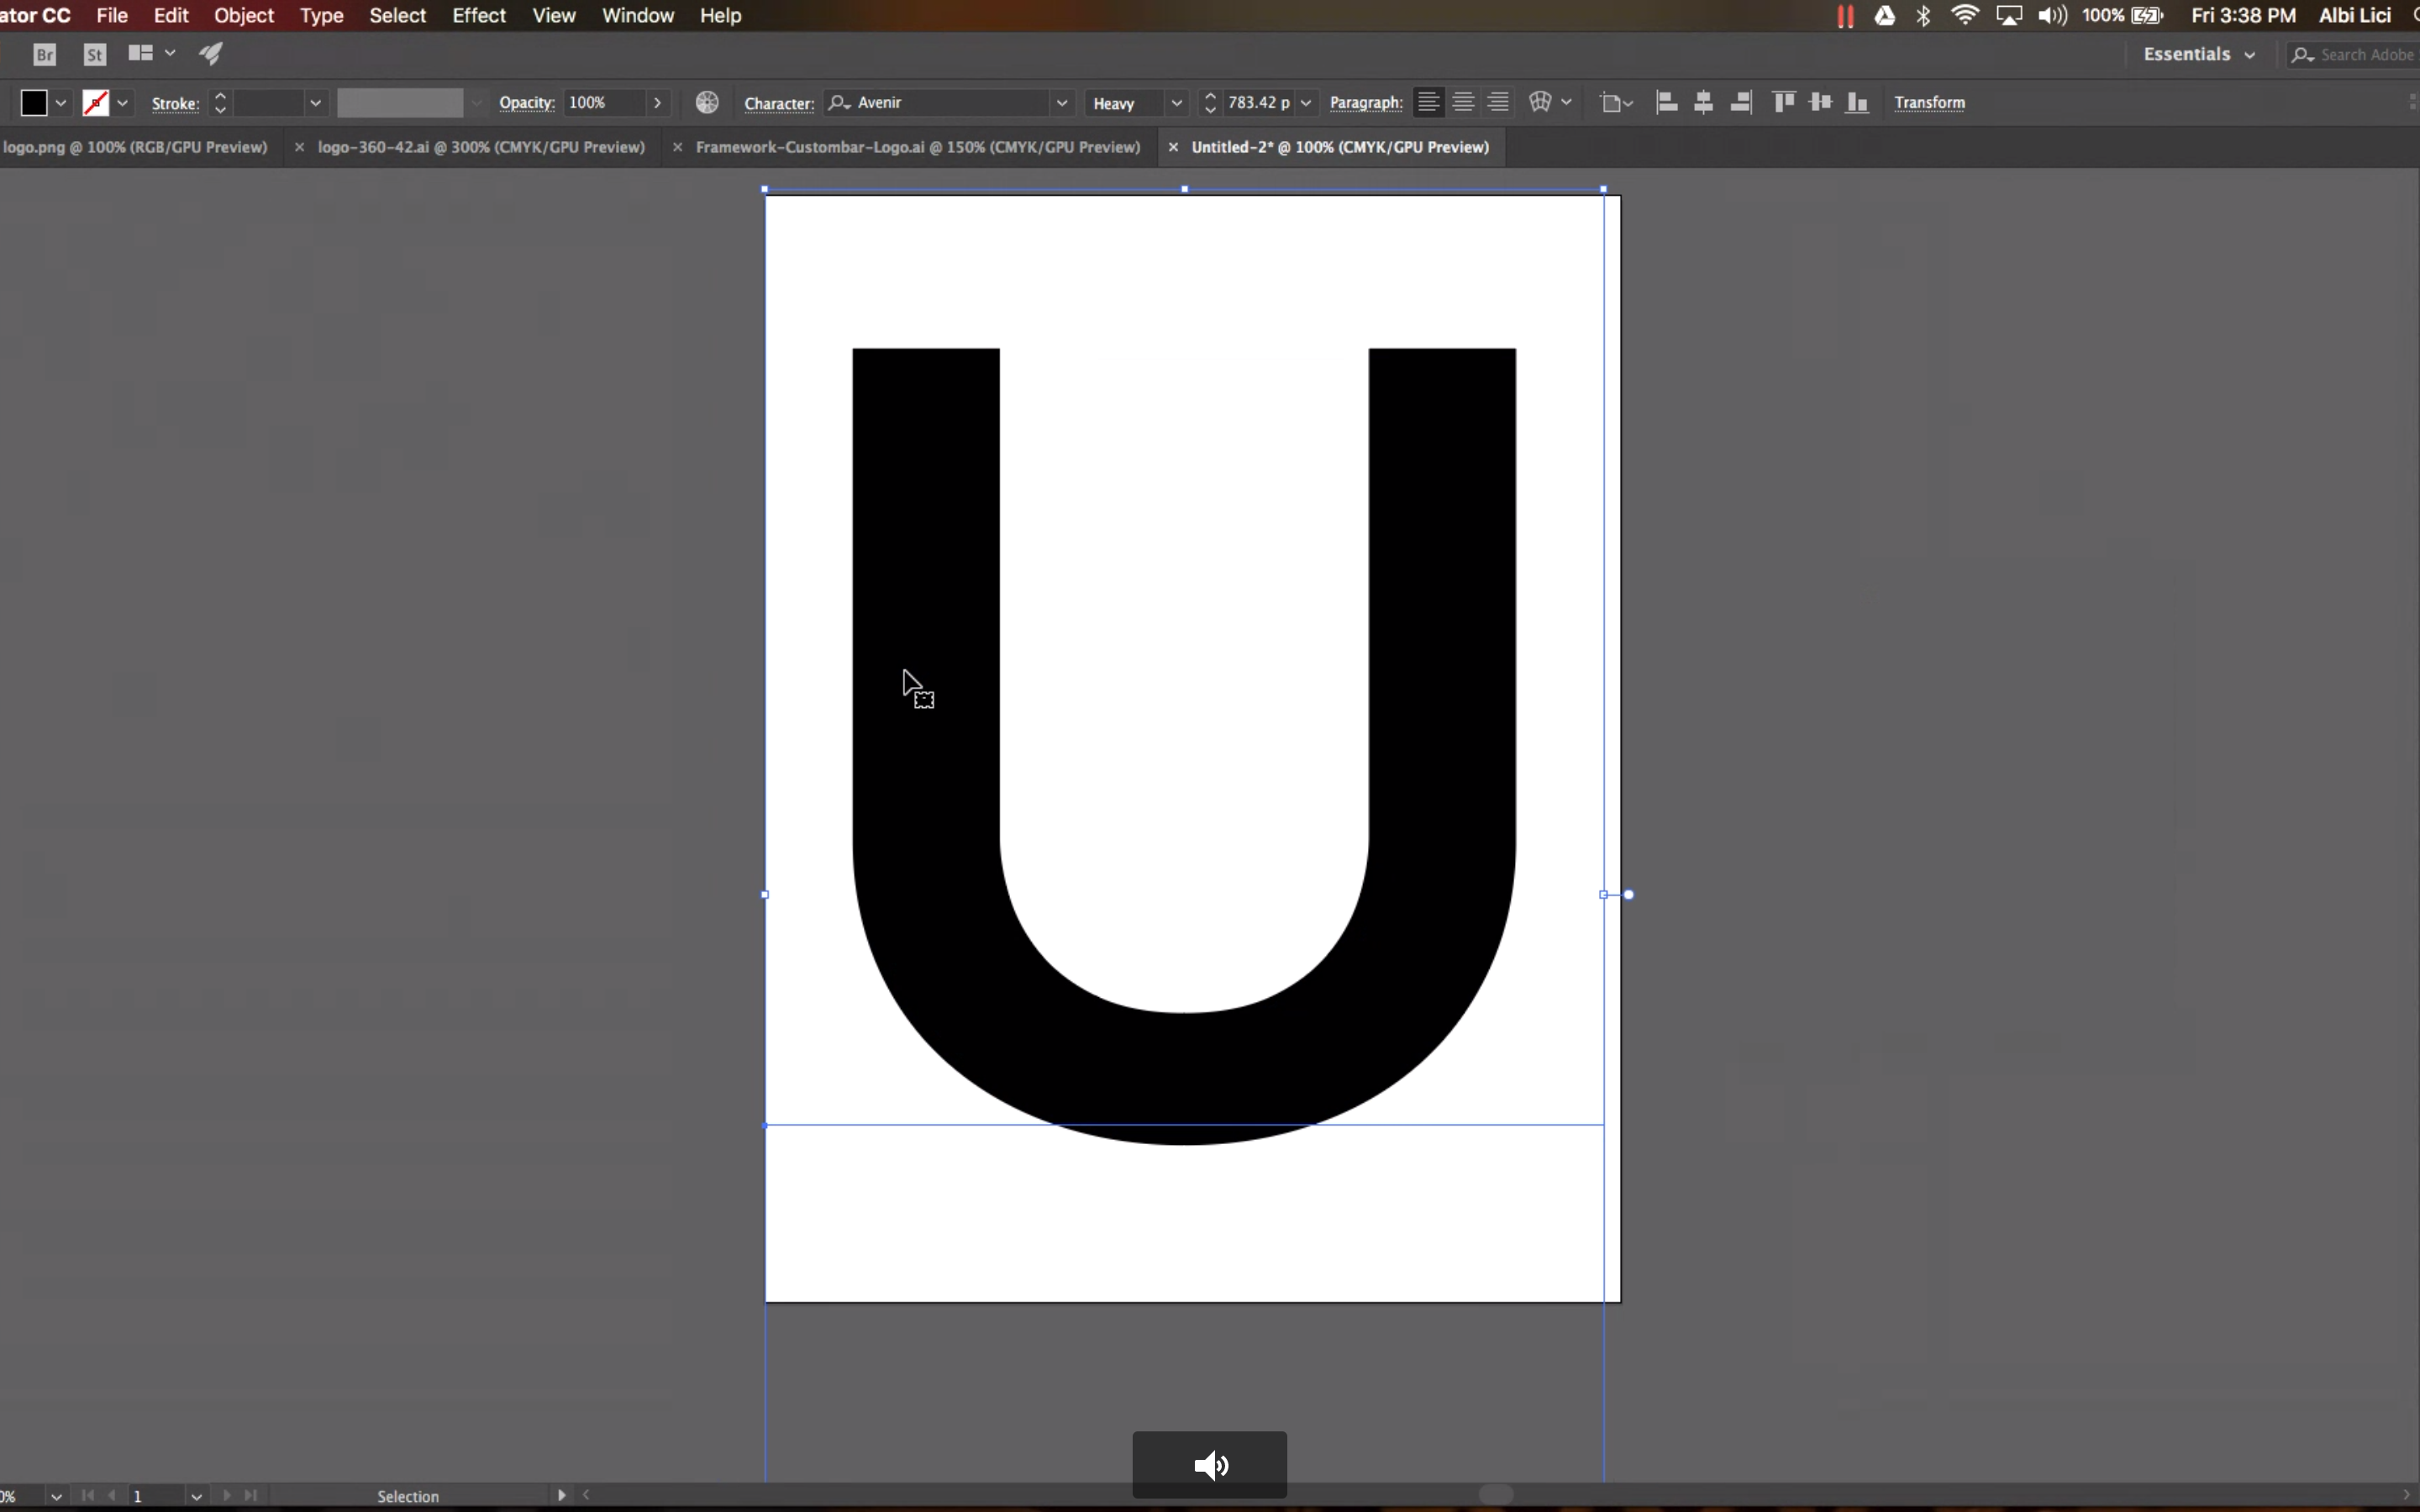 ator CC File Edit Object Type Select Effect View Window Help 100% Fri 3:38 PM Albi Lici
Br St Essentials Search Adobe
Stroke: Opacity: 100% Character: Avenir Heavy 783.42 p Paragraph: Transform
logo.png @ 100% (RGB/GPU Preview) × logo-360-42.ai @ 300% (CMYK/GPU Preview) × Framework-Custombar-Logo.ai @ 150% (CMYK/GPU Preview) × Untitled-2* @ 100% (CMYK/GPU Preview)
U
0% 1 Selection